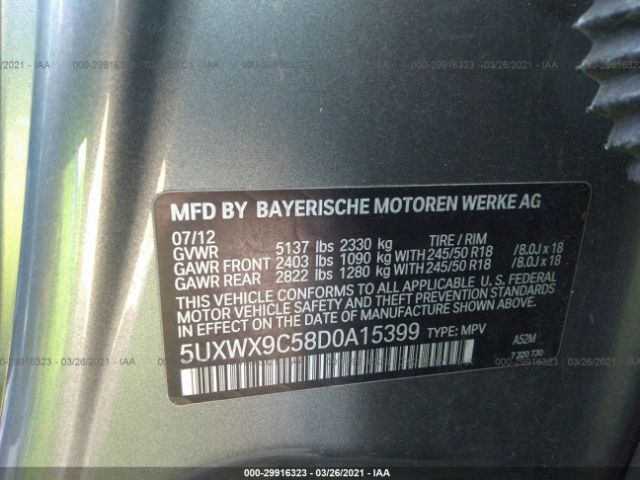 000-29916323 - 03/26/2021 - IAA
MFD BY BAYERISCHE MOTOREN WERKE AG
07/12
GVWR 5137 lbs 2330 kg TIRE / RIM
GAWR FRONT 2403 lbs 1090 kg WITH 245/50 R18 /8.0J x 18
GAWR REAR 2822 lbs 1280 kg WITH 245/50 R18 /8.0J x 18
THIS VEHICLE CONFORMS TO ALL APPLICABLE U. S. FEDERAL
MOTOR VEHICLE SAFETY AND THEFT PREVENTION STANDARDS
IN EFFECT ON THE DATE OF MANUFACTURE SHOWN ABOVE.
5UXWX9C58D0A15399 TYPE: MPV A52M
7 320 730
000-29916323 - 03/26/2021 - IAA